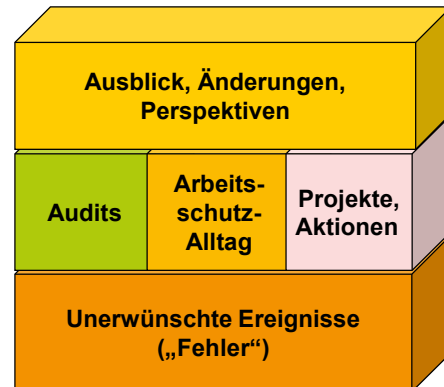 Ausblick, Änderungen,
Perspektiven
Audits
Arbeits-
schutz-
Alltag
Projekte,
Aktionen
Unerwünschte Ereignisse
(„Fehler“)